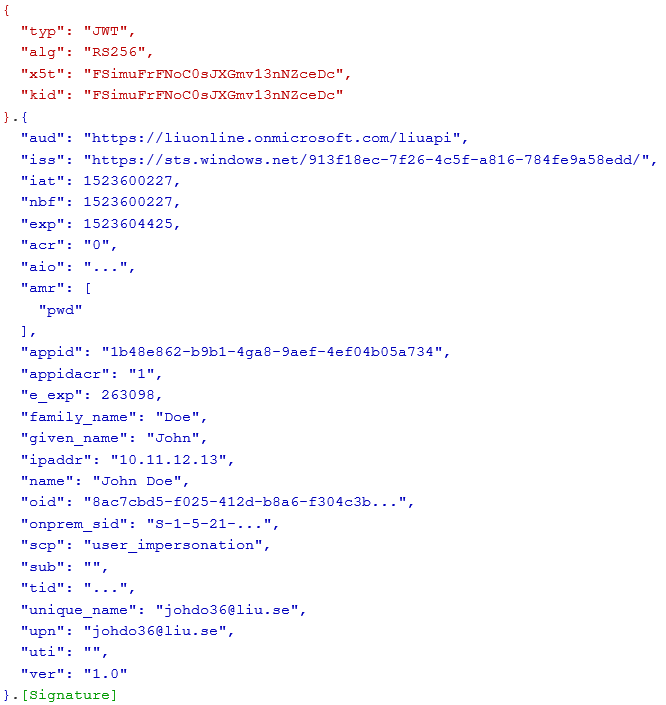 {
  "typ": "JWT",
  "alg": "RS256",
  "x5t": "FSimuFrFNoC0sJXGmv13nNZceDc",
  "kid": "FSimuFrFNoC0sJXGmv13nNZceDc"
}.{
  "aud": "https://liuonline.onmicrosoft.com/liuapi",
  "iss": "https://sts.windows.net/913f18ec-7f26-4c5f-a816-784fe9a58edd/",
  "iat": 1523600227,
  "nbf": 1523600227,
  "exp": 1523604425,
  "acr": "0",
  "aio": "...",
  "amr": [
    "pwd"
  ],
  "appid": "1b48e862-b9b1-4ga8-9aef-4ef04b05a734",
  "appidacr": "1",
  "e_exp": 263098,
  "family_name": "Doe",
  "given_name": "John",
  "ipaddr": "10.11.12.13",
  "name": "John Doe",
  "oid": "8ac7cbd5-f025-412d-b8a6-f304c3b...",
  "onprem_sid": "S-1-5-21-...",
  "scp": "user_impersonation",
  "sub": "",
  "tid": "...",
  "unique_name": "johdo36@liu.se",
  "upn": "johdo36@liu.se",
  "uti": "",
  "ver": "1.0"
}.[Signature]